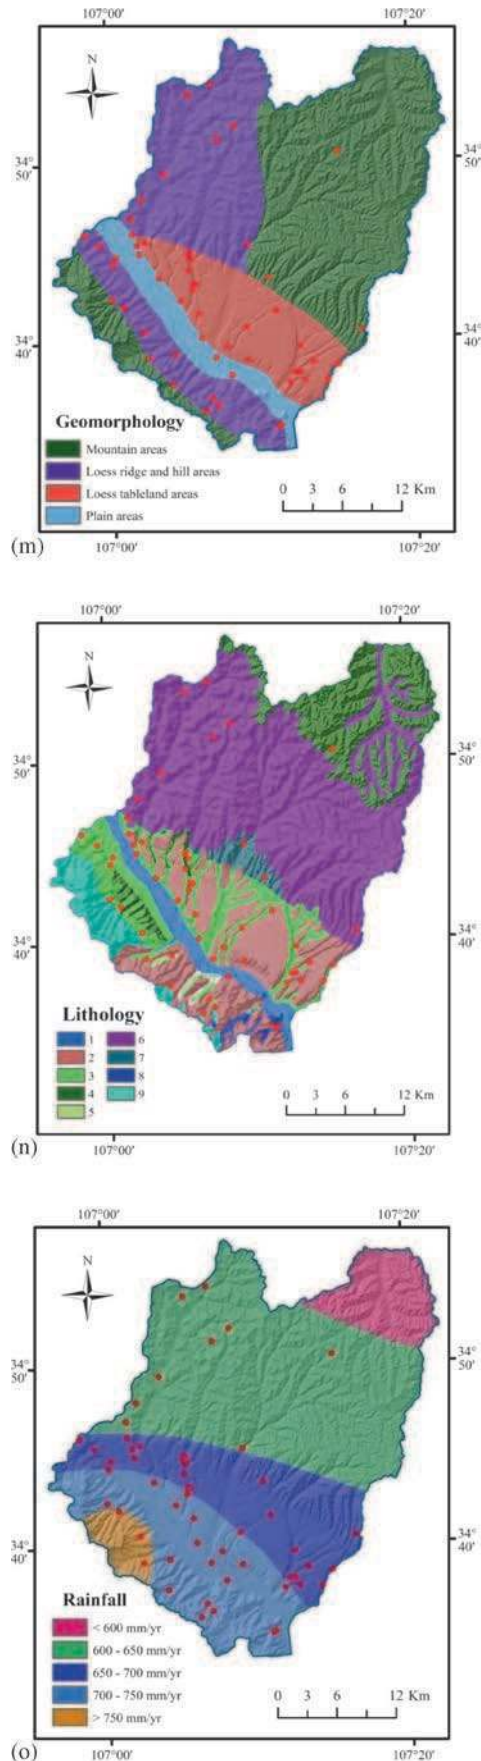 107°00' 107°20'
N
34°
50'
34°
50'
34°
40'
34°
40'
Geomorphology
Mountain areas
Loess ridge and hill areas
Loess tableland areas
Plain areas
0 3 6 12 Km
(m)
107°00' 107°20'
107°00' 107°20'
N
34°
50'
34°
50'
34°
40'
34°
40'
Lithology
1 6
2 7
3 8
4 9
5
0 3 6 12 Km
(n)
107°00' 107°20'
107°00' 107°20'
N
34°
50'
34°
50'
34°
40'
34°
40'
Rainfall
< 600 mm/yr
600 - 650 mm/yr
650 - 700 mm/yr
700 - 750 mm/yr
> 750 mm/yr
0 3 6 12 Km
(o)
107°00' 107°20'